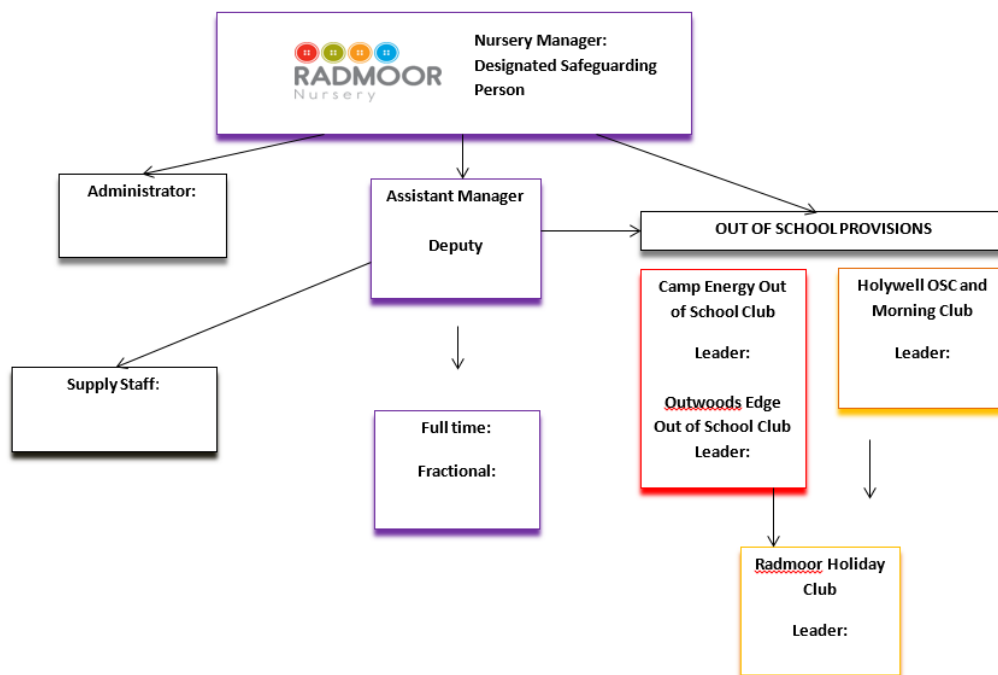 RADMOOR
Nursery
Nursery Manager:
Designated Safeguarding
Person
Administrator:
Assistant Manager
Deputy
OUT OF SCHOOL PROVISIONS
Camp Energy Out
of School Club
Leader:
Outwoods Edge
Out of School Club
Leader:
Holywell OSC and
Morning Club
Leader:
Supply Staff:
Full time:
Fractional:
Radmoor Holiday
Club
Leader: